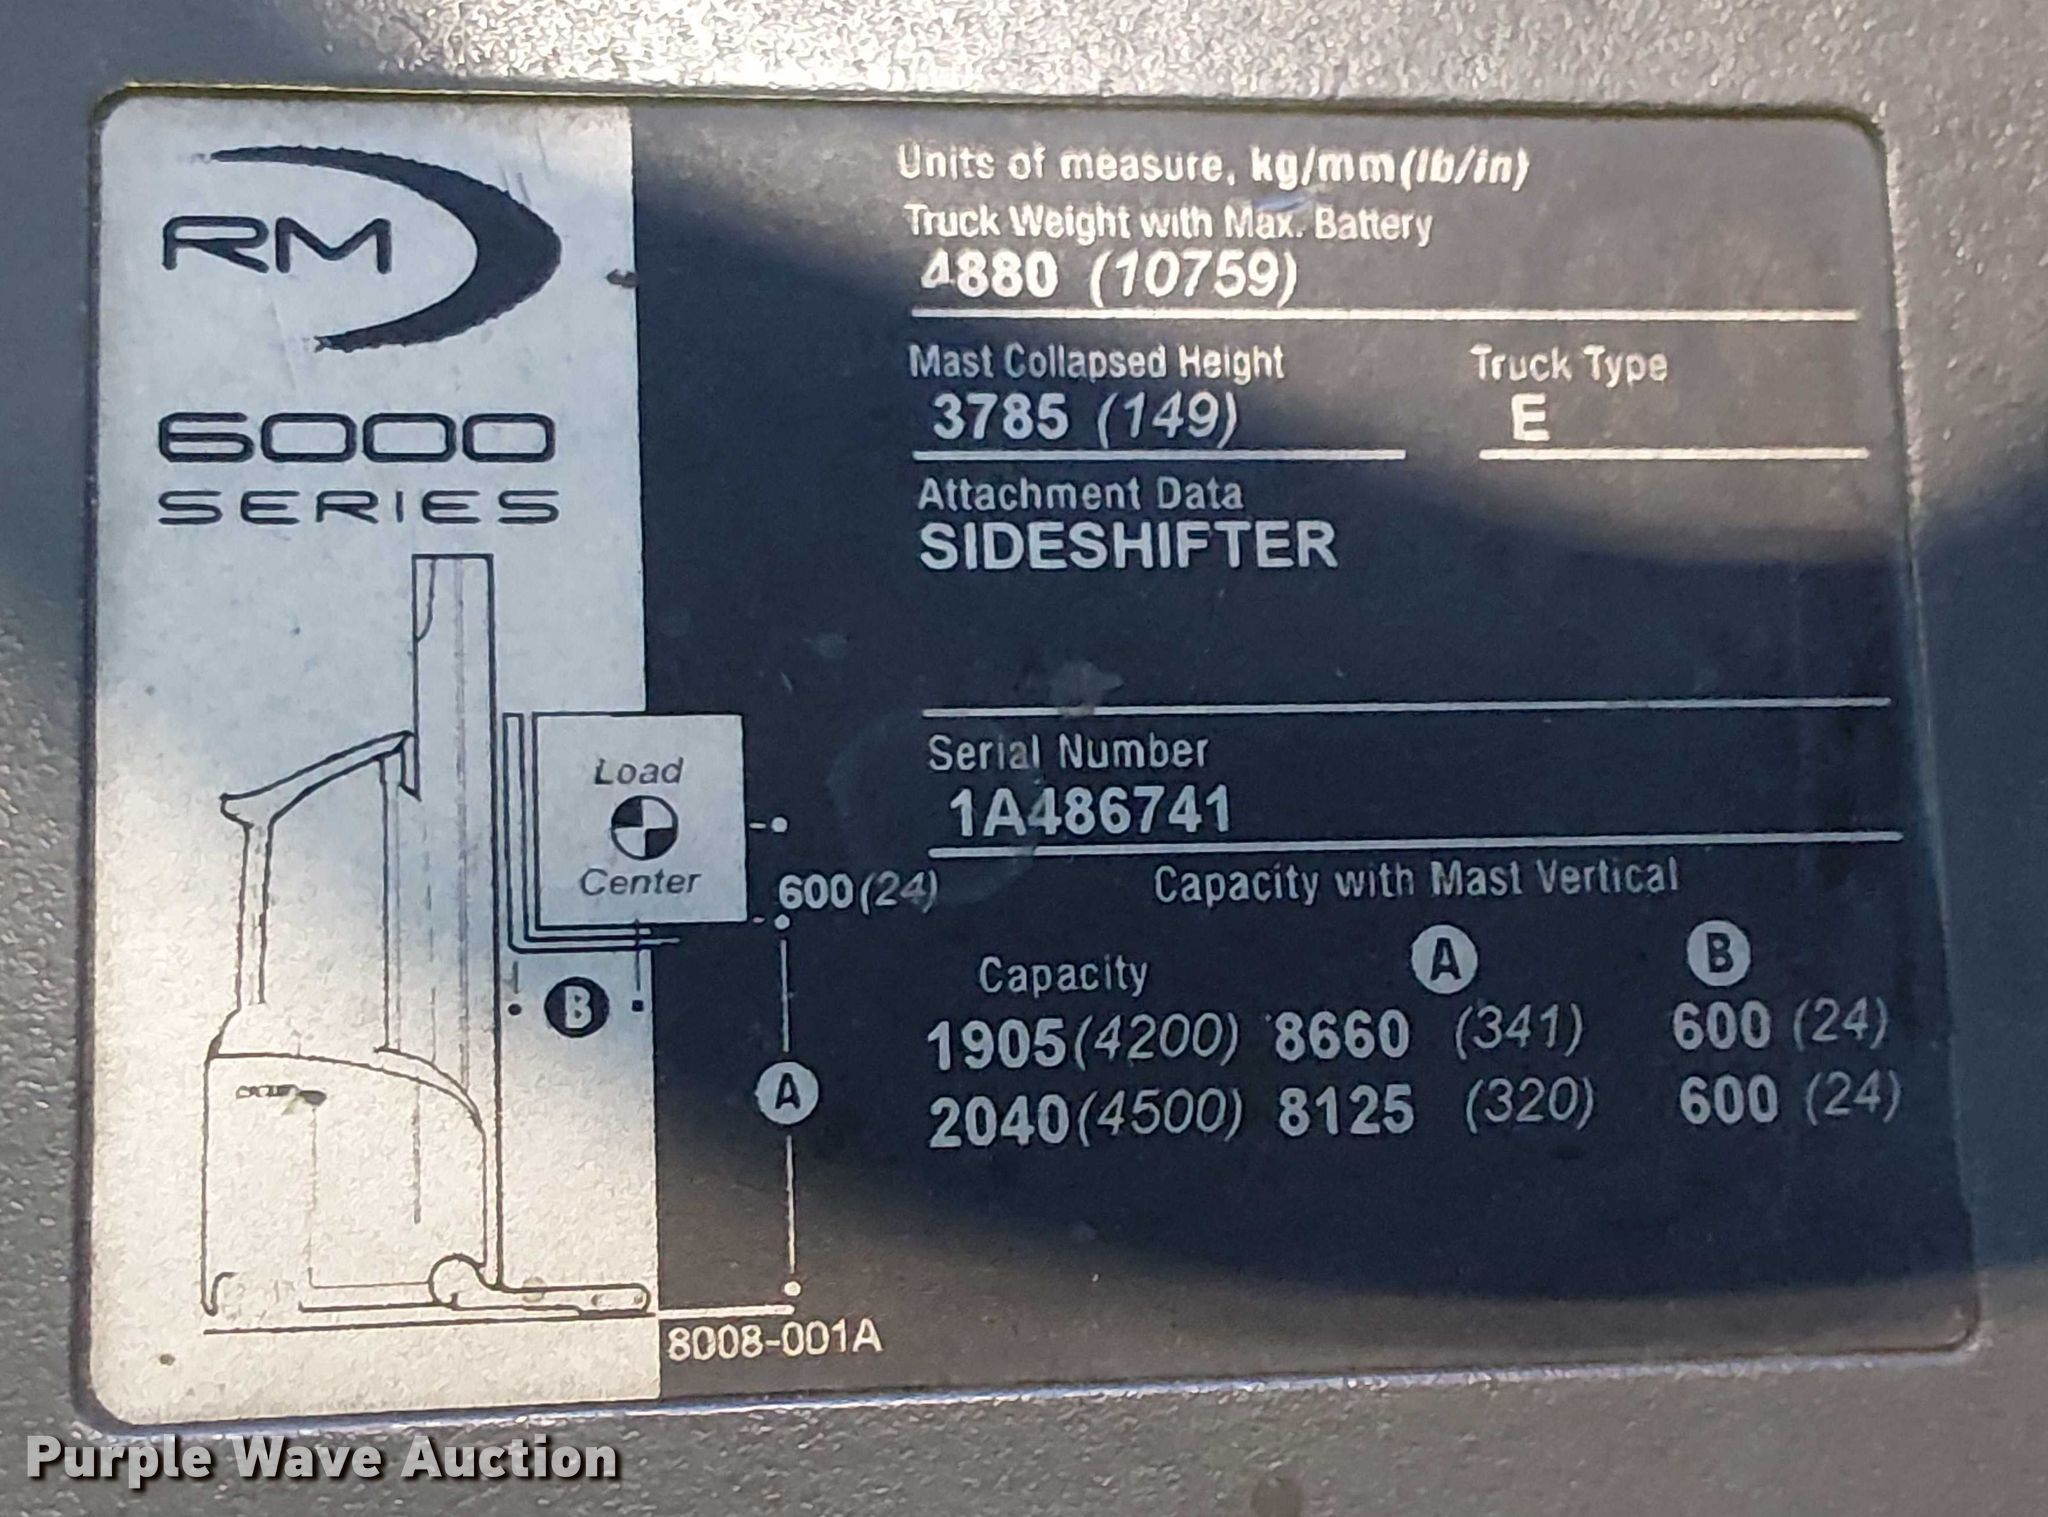 RM
6000
SERIES
Units of measure, kg/mm(lb/in)
Truck Weight with Max. Battery
4880 (10759)
Mast Collapsed Height
3785 (149)
Truck Type
E
Attachment Data
SIDESHIFTER
Serial Number
1A486741
Load
Center
600(24)
B
A
8008-001A
Capacity with Mast Vertical
Capacity A B
1905(4200) 8660 (341) 600 (24)
2040(4500) 8125 (320) 600 (24)
Purple Wave Auction